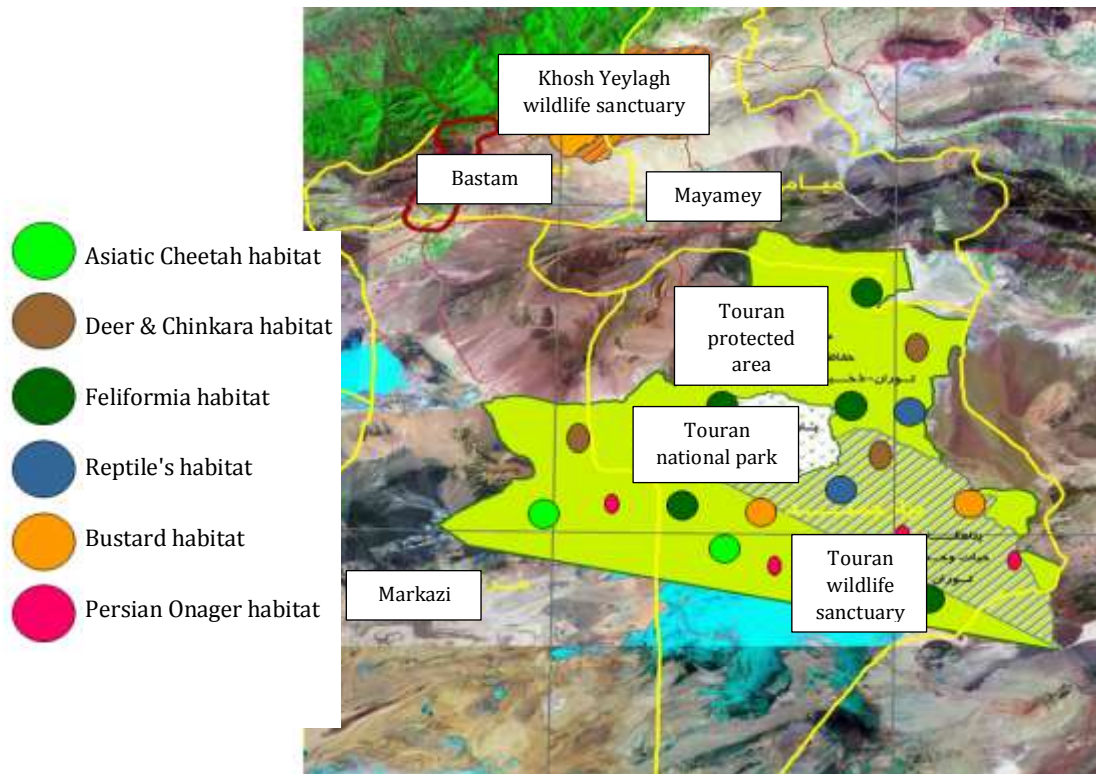 Khosh Yeylagh
wildlife sanctuary
Bastam
Mayamey
Asiatic Cheetah habitat
Deer & Chinkara habitat
Feliformia habitat
Reptile's habitat
Bustard habitat
Persian Onager habitat
Touran
protected
area
Touran
national park
Touran
wildlife
sanctuary
Markazi